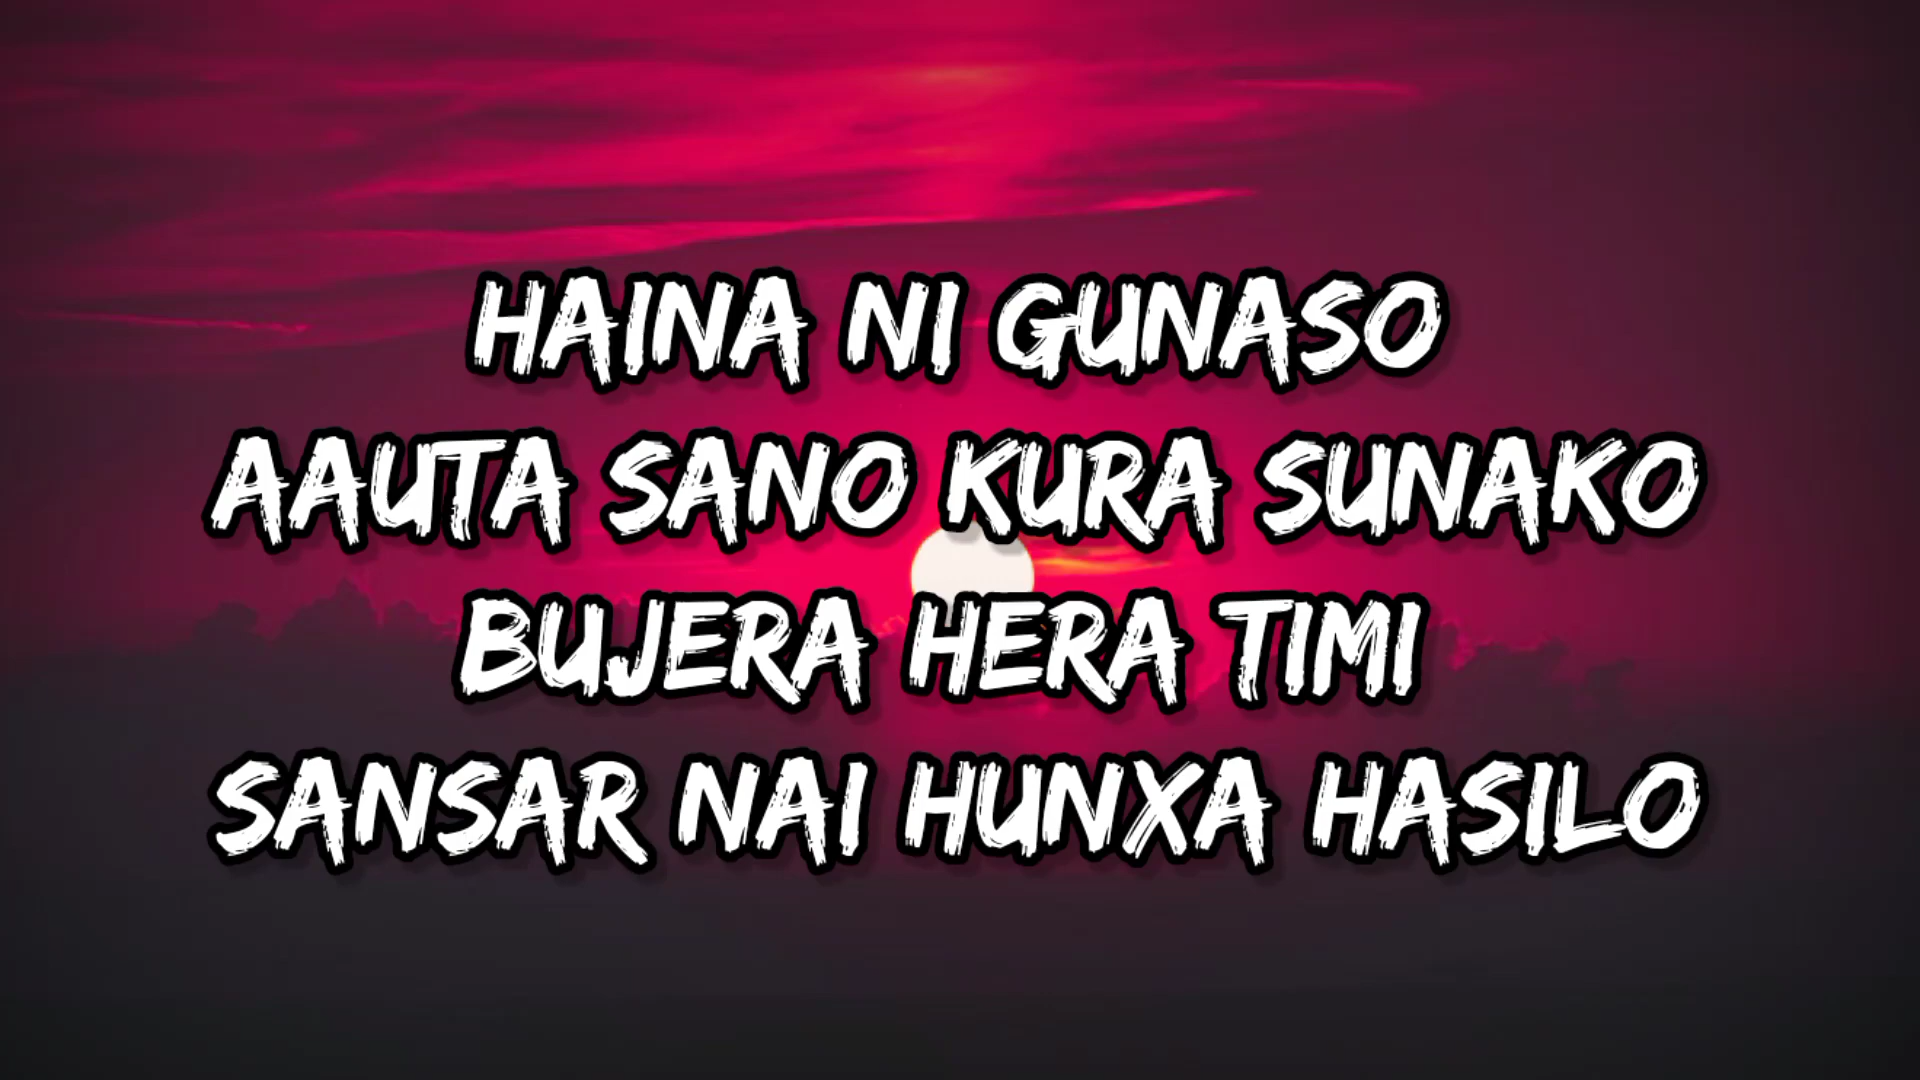 HAINA NI GUNASO
AAUTA SANO KURA SUNAKO
BUJERA HERA TIMI
SANSAR NAI HUNXA HASILO